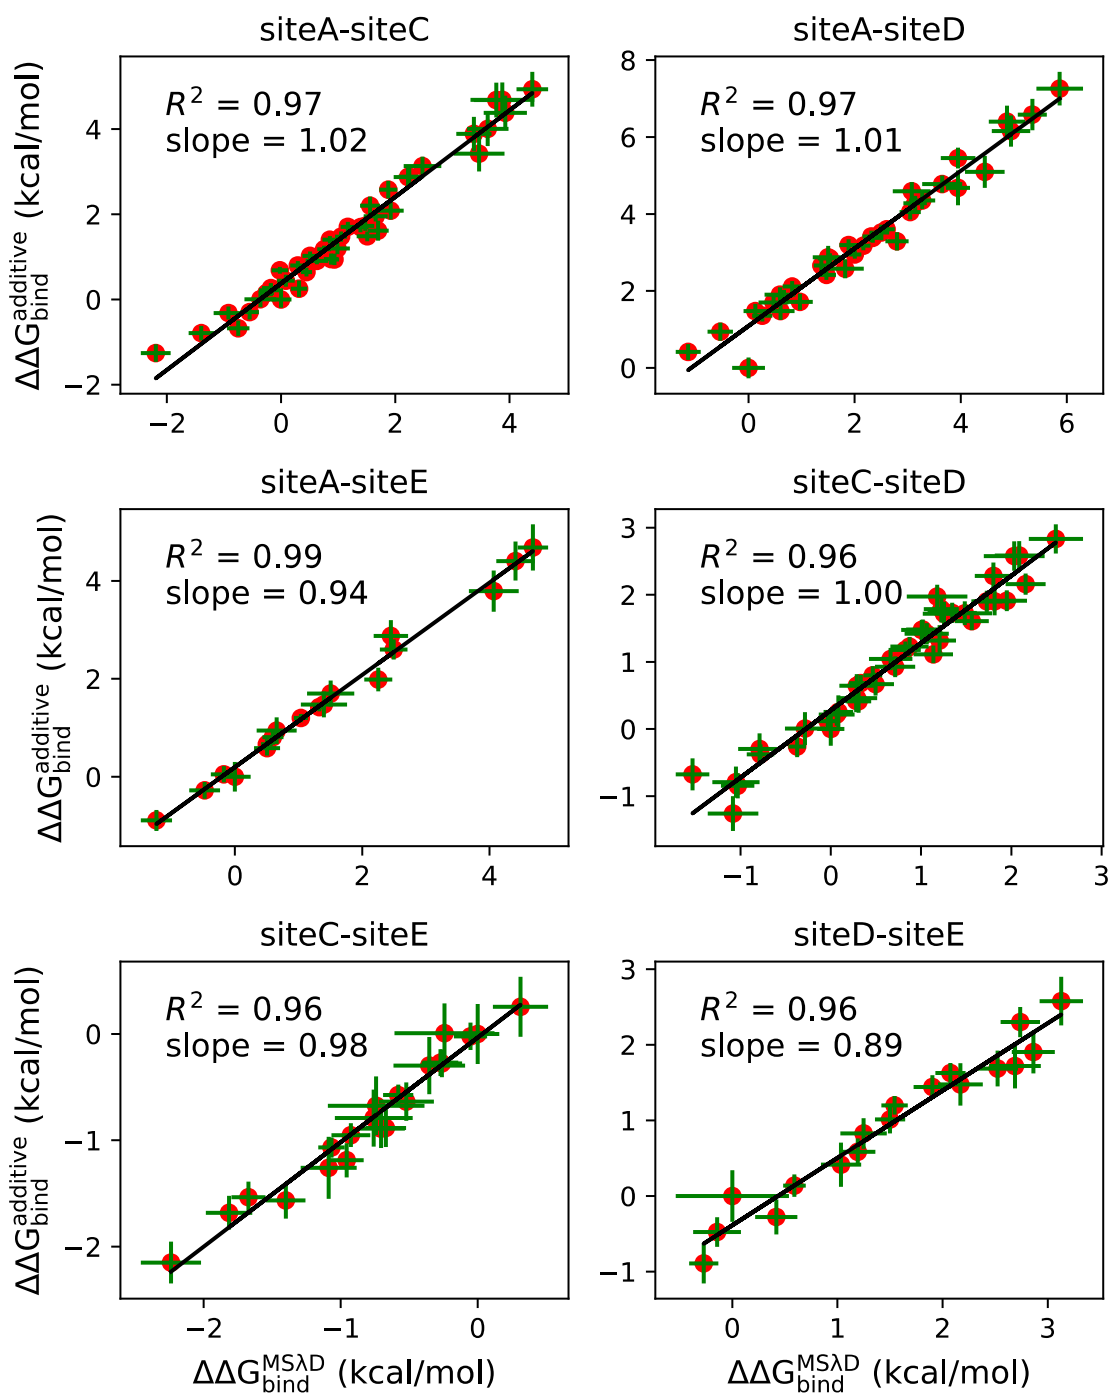 siteA-siteC
ΔΔG^additive_bind (kcal/mol)
R² = 0.97
slope = 1.02
4
2
0
−2
−2
0
2
4
siteA-siteD
R² = 0.97
slope = 1.01
8
6
4
2
0
0
2
4
6
siteA-siteE
ΔΔG^additive_bind (kcal/mol)
R² = 0.99
slope = 0.94
4
2
0
0
2
4
siteC-siteD
R² = 0.96
slope = 1.00
3
2
1
0
−1
−1
0
1
2
3
siteC-siteE
ΔΔG^additive_bind (kcal/mol)
R² = 0.96
slope = 0.98
0
−1
−2
−2
−1
0
ΔΔG^MSλD_bind (kcal/mol)
siteD-siteE
R² = 0.96
slope = 0.89
3
2
1
0
−1
0
1
2
3
ΔΔG^MSλD_bind (kcal/mol)